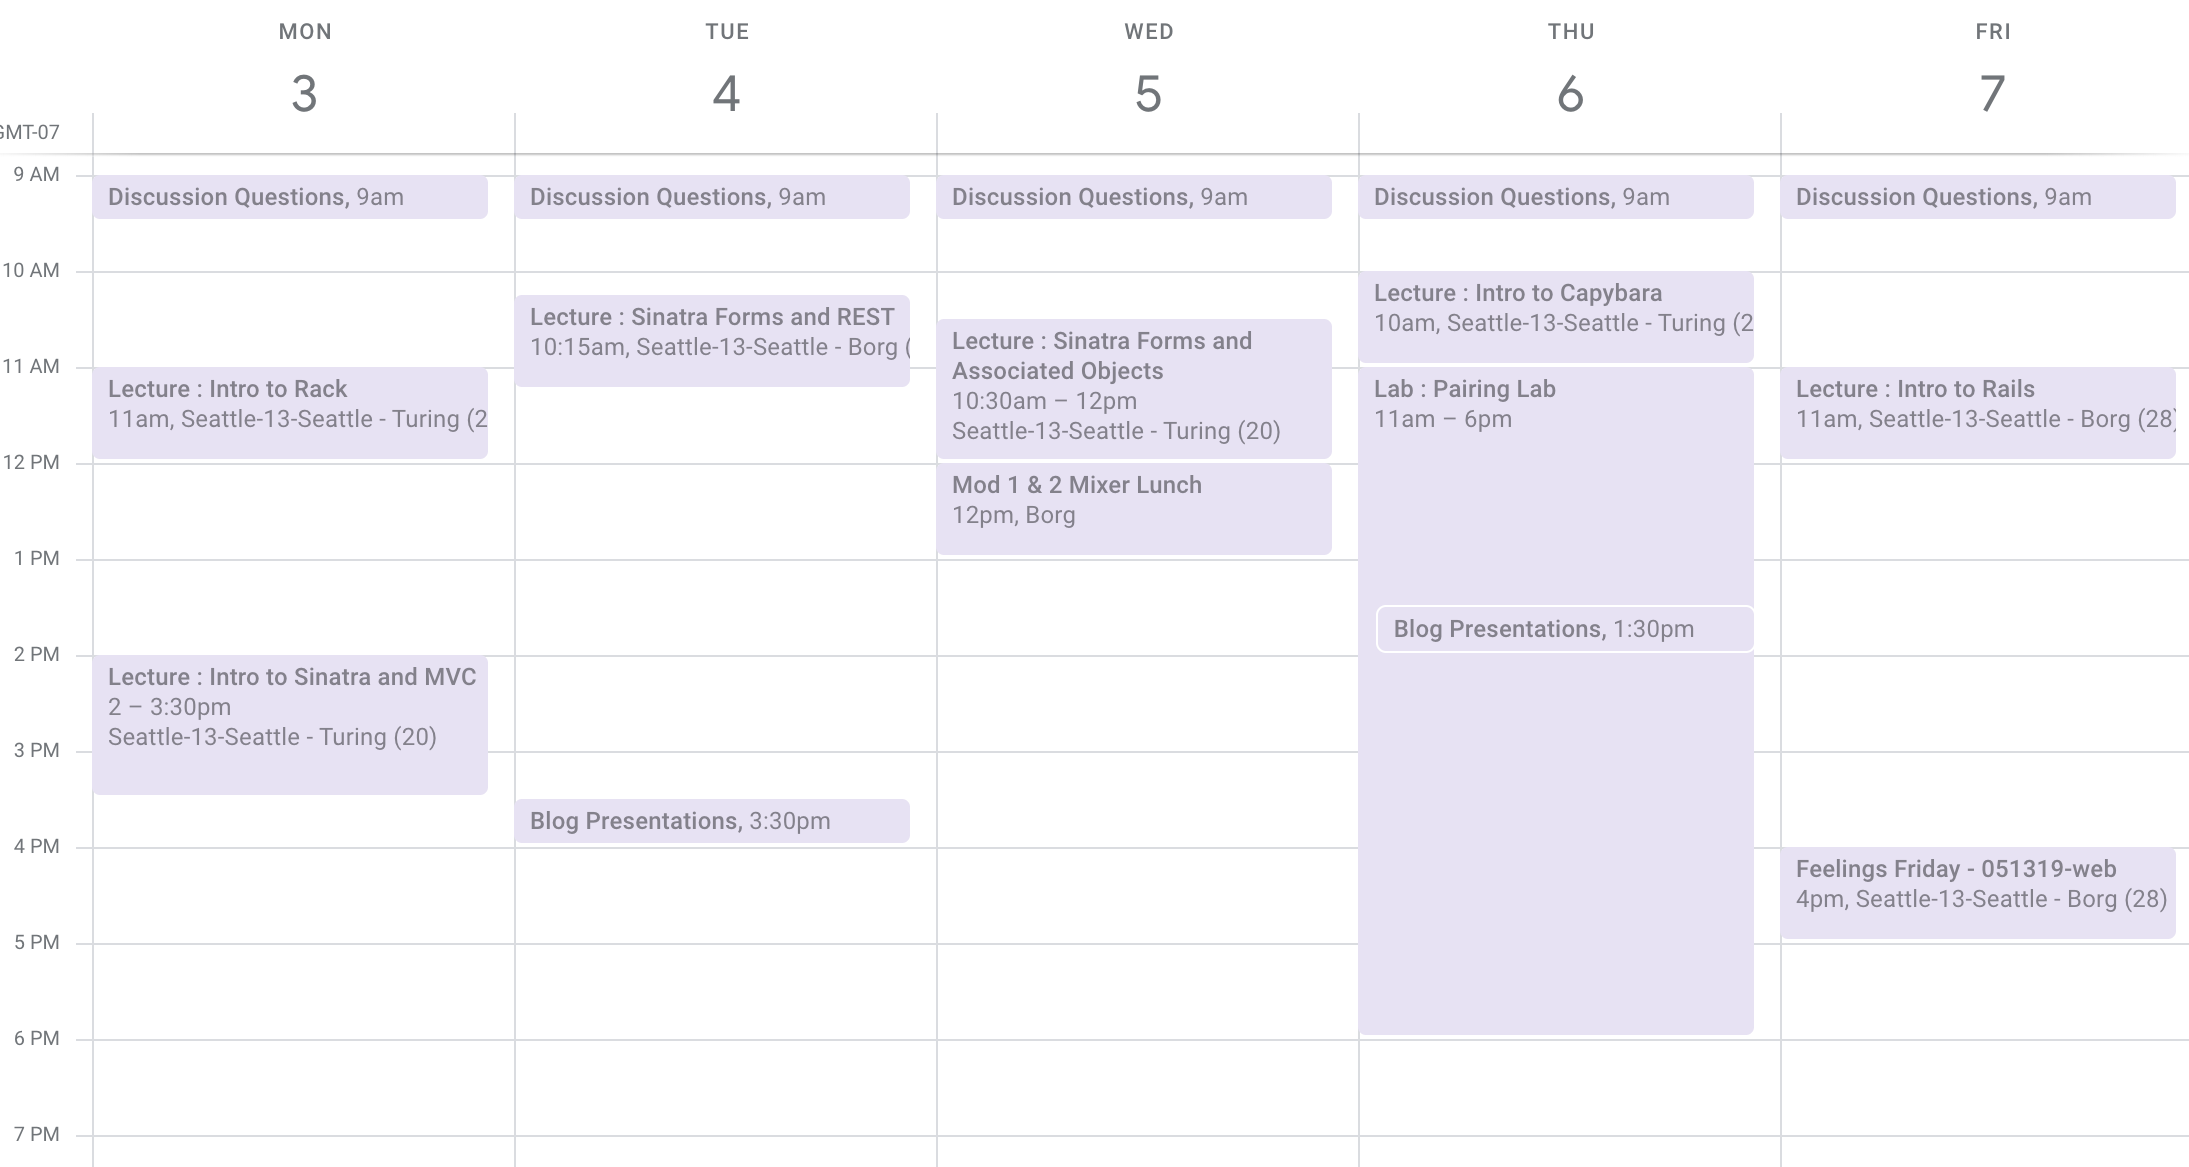 MON
3
TUE
4
WED
5
THU
6
FRI
7
GMT-07
9 AM
10 AM
11 AM
12 PM
1 PM
2 PM
3 PM
4 PM
5 PM
6 PM
7 PM
Discussion Questions, 9am
Lecture : Intro to Rack
11am, Seattle-13-Seattle - Turing (2
Lecture : Intro to Sinatra and MVC
2 – 3:30pm
Seattle-13-Seattle - Turing (20)
Discussion Questions, 9am
Lecture : Sinatra Forms and REST
10:15am, Seattle-13-Seattle - Borg (
Blog Presentations, 3:30pm
Discussion Questions, 9am
Lecture : Sinatra Forms and
Associated Objects
10:30am – 12pm
Seattle-13-Seattle - Turing (20)
Mod 1 & 2 Mixer Lunch
12pm, Borg
Discussion Questions, 9am
Lecture : Intro to Capybara
10am, Seattle-13-Seattle - Turing (2
Lab : Pairing Lab
11am – 6pm
Blog Presentations, 1:30pm
Discussion Questions, 9am
Lecture : Intro to Rails
11am, Seattle-13-Seattle - Borg (28)
Feelings Friday - 051319-web
4pm, Seattle-13-Seattle - Borg (28)